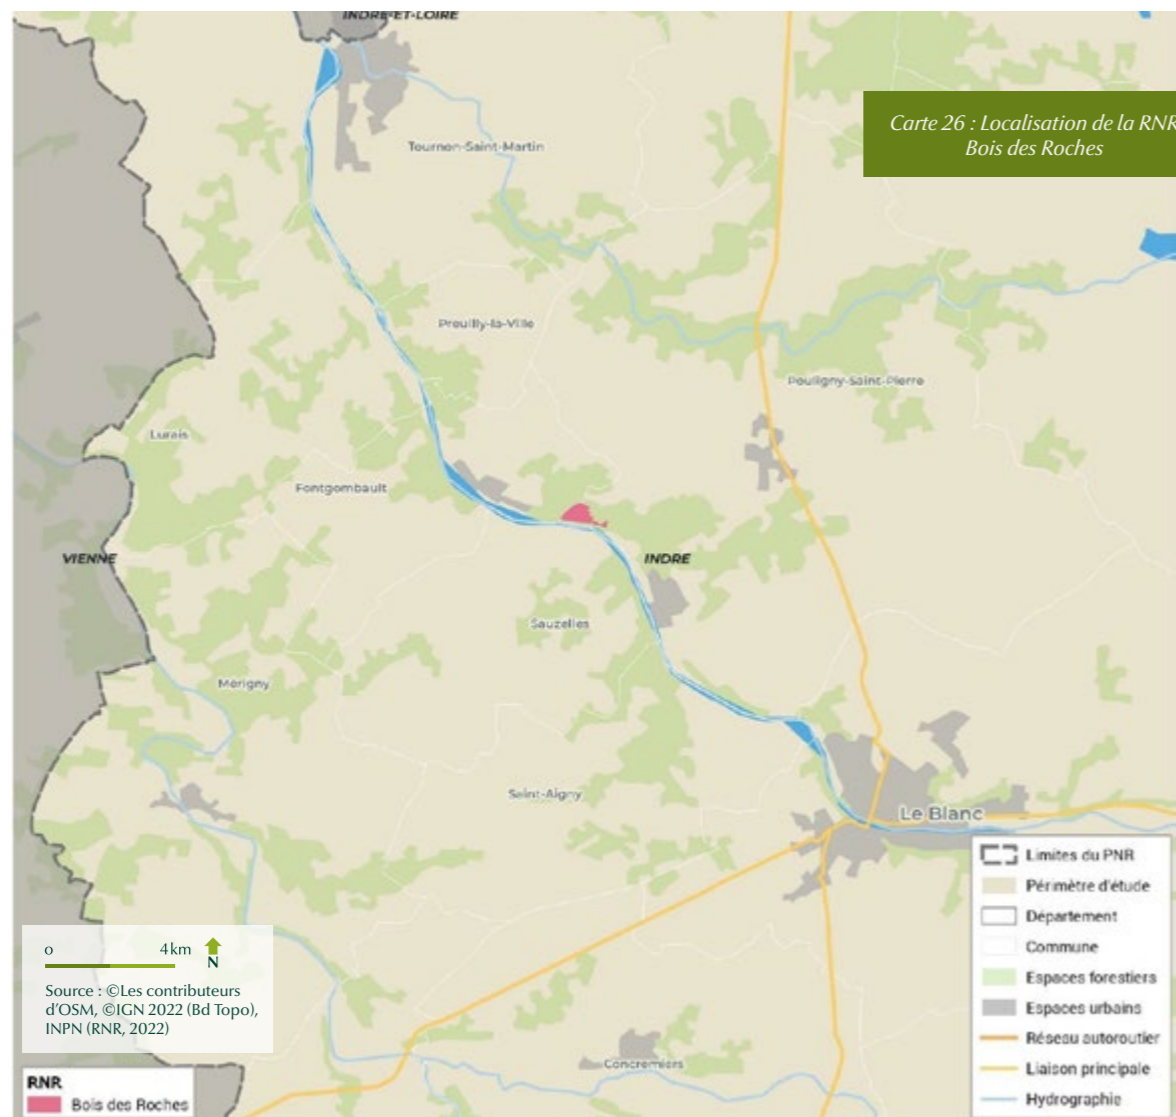 INDRE-ET-LOIRE
Carte 26 : Localisation de la RNR
Bois des Roches
Tournon-Saint-Martin
Preuilly-la-Ville
Pouligny-Saint-Pierre
Lurais
Fontgombault
VIENNE
INDRE
Sauzelles
Mérigny
Saint-Aigny
Le Blanc
Concremiers
Limites du PNR
Périmètre d'étude
Département
Commune
Espaces forestiers
Espaces urbains
Réseau autoroutier
Liaison principale
Hydrographie
0 4 km
N
Source : ©Les contributeurs
d'OSM, ©IGN 2022 (Bd Topo),
INPN (RNR, 2022)
RNR
Bois des Roches